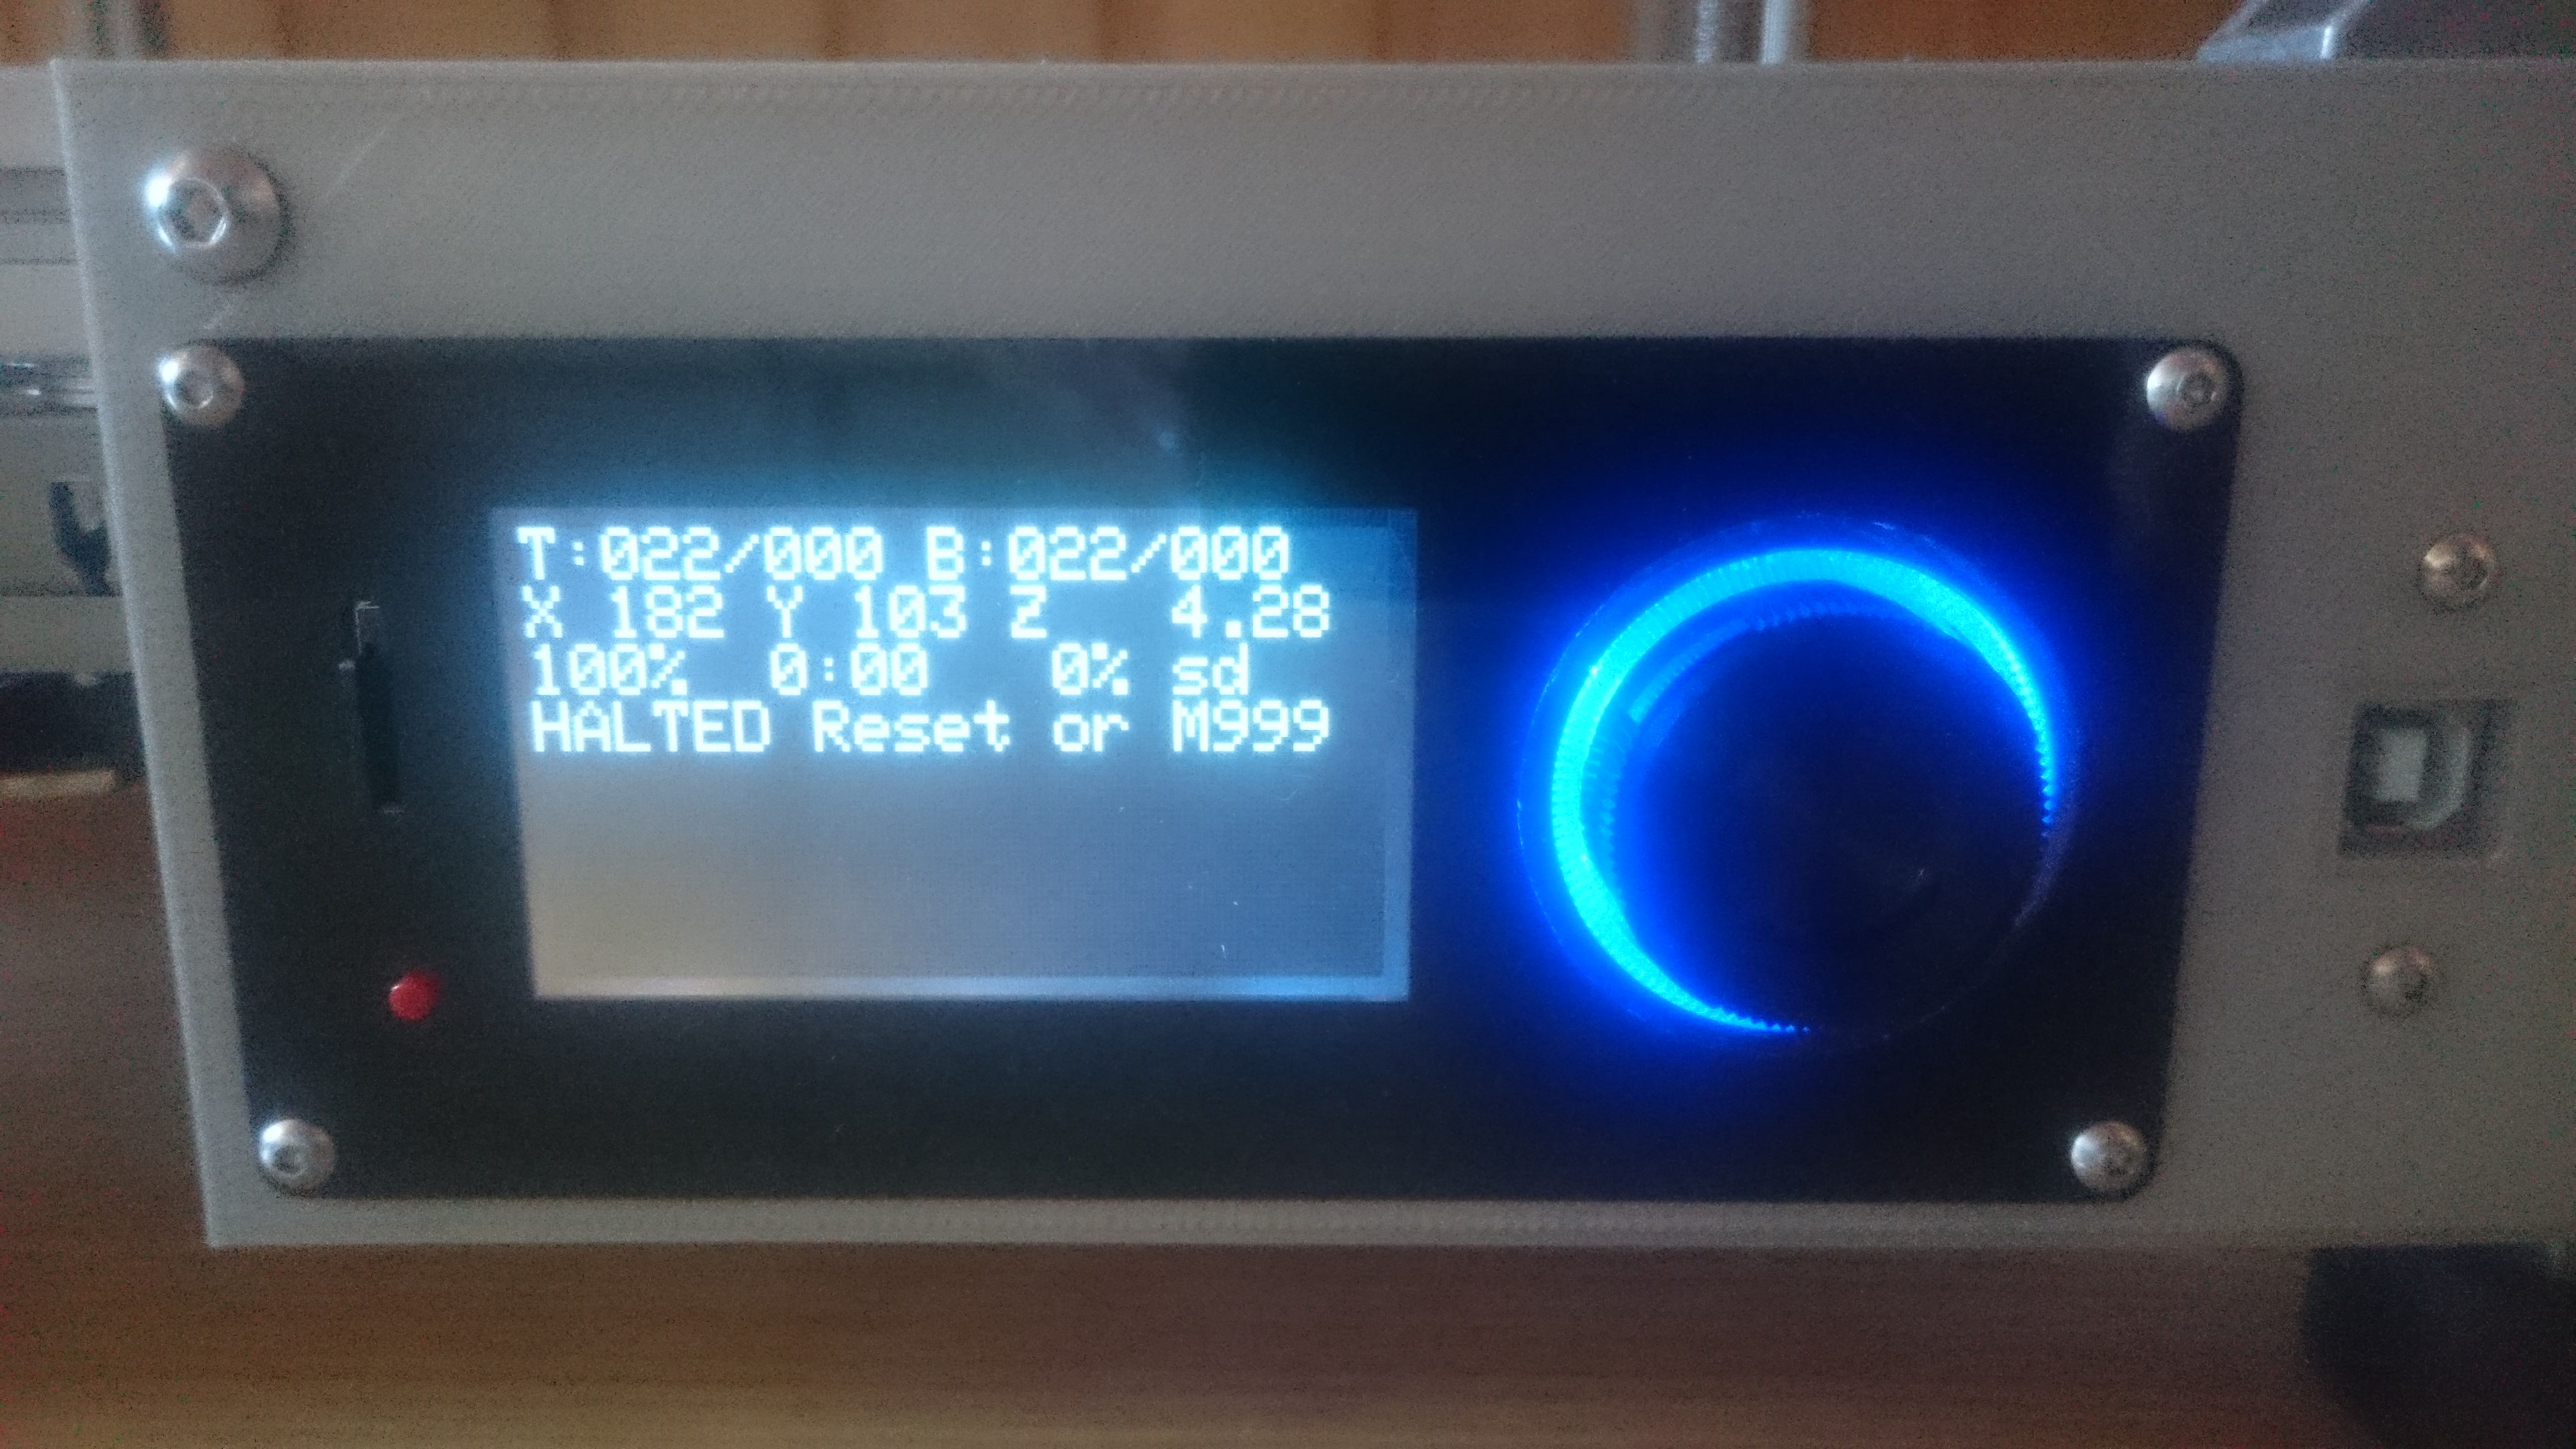 T:022/000 B:022/000
X 182 Y 103 Z 4.28
100% 0:00 0% sd
HALTED Reset or M999